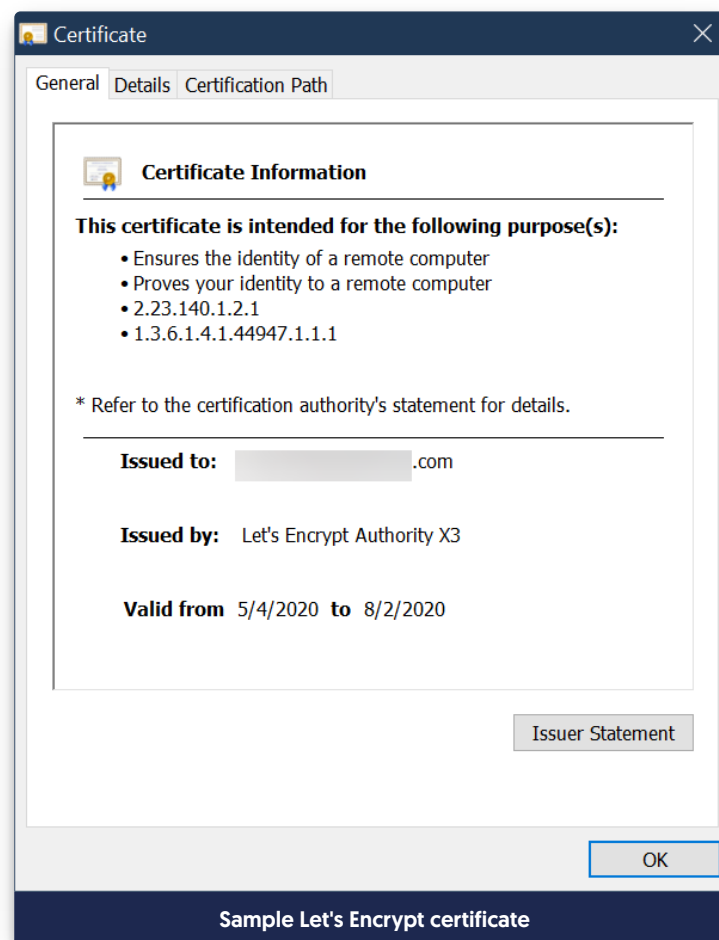 Certificate
General Details Certification Path
Certificate Information
This certificate is intended for the following purpose(s):
• Ensures the identity of a remote computer
• Proves your identity to a remote computer
• 2.23.140.1.2.1
• 1.3.6.1.4.1.44947.1.1.1
* Refer to the certification authority's statement for details.
Issued to: .com
Issued by: Let's Encrypt Authority X3
Valid from 5/4/2020 to 8/2/2020
Issuer Statement
OK
Sample Let's Encrypt certificate